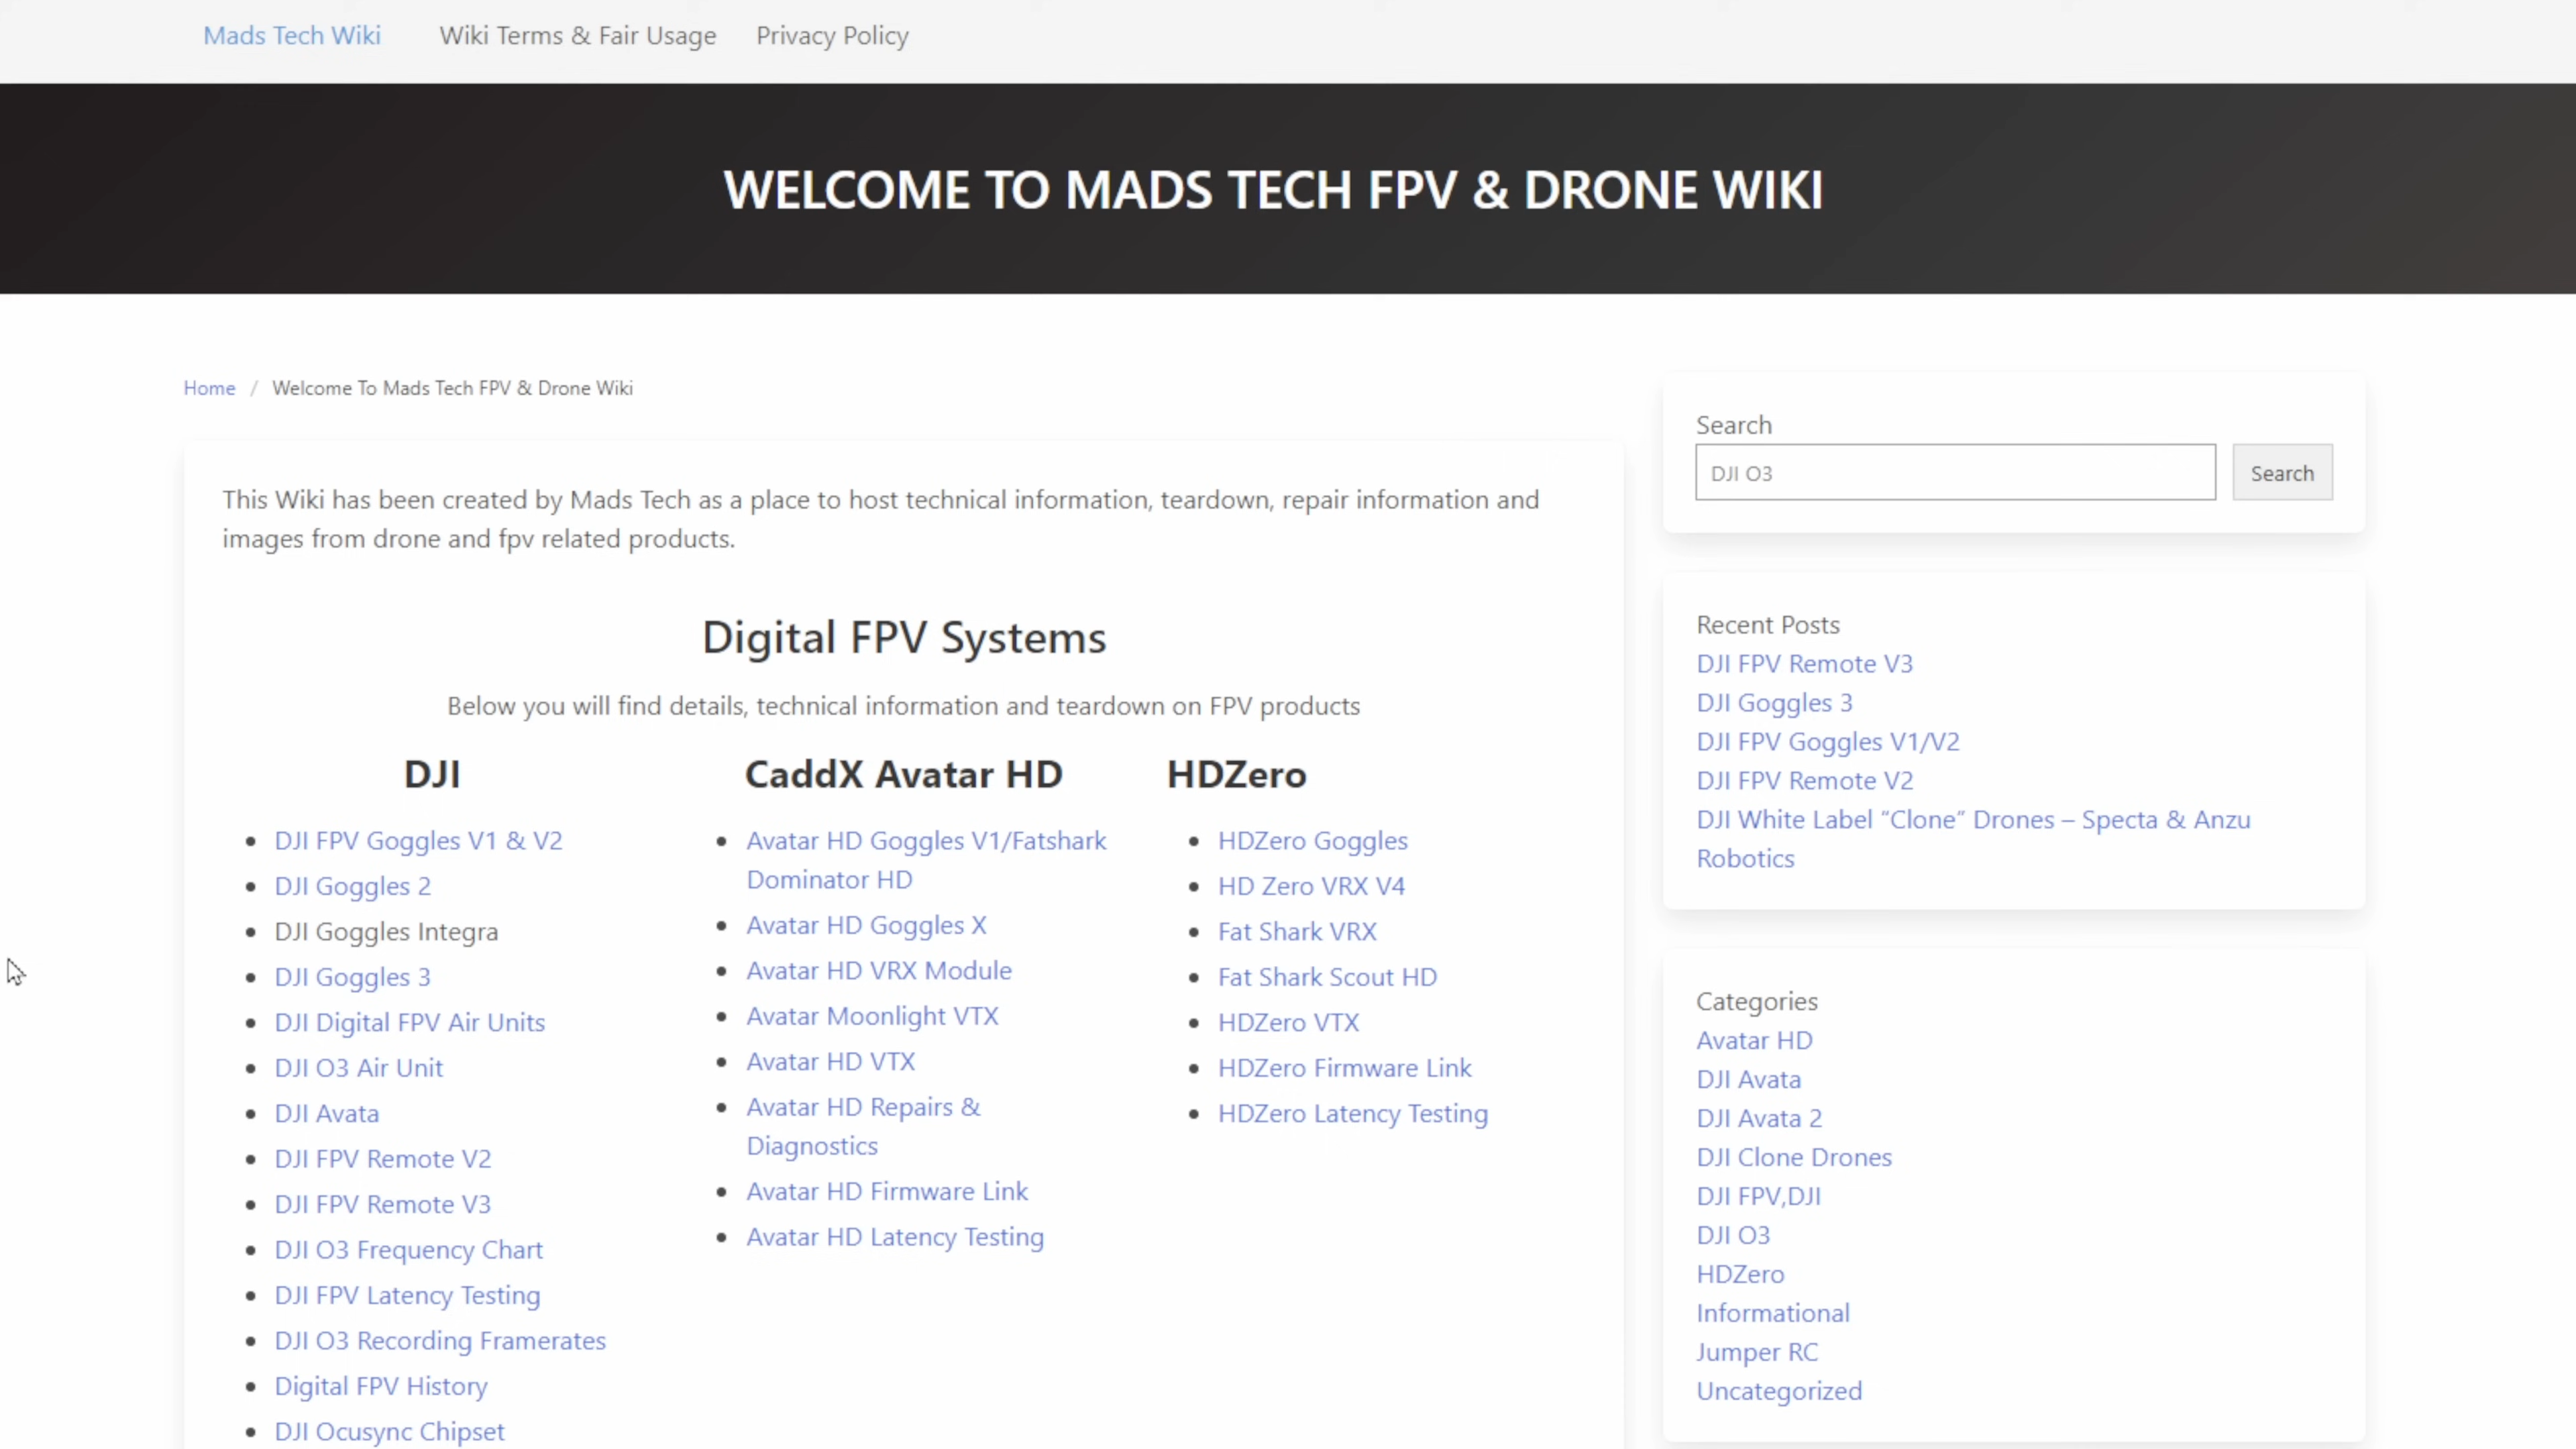 Mads Tech Wiki Wiki Terms & Fair Usage Privacy Policy
WELCOME TO MADS TECH FPV & DRONE WIKI
Home / Welcome To Mads Tech FPV & Drone Wiki
This Wiki has been created by Mads Tech as a place to host technical information, teardown, repair information and
images from drone and fpv related products.
Digital FPV Systems
Below you will find details, technical information and teardown on FPV products
DJI
DJI FPV Goggles V1 & V2
DJI Goggles 2
DJI Goggles Integra
DJI Goggles 3
DJI Digital FPV Air Units
DJI O3 Air Unit
DJI Avata
DJI FPV Remote V2
DJI FPV Remote V3
DJI O3 Frequency Chart
DJI FPV Latency Testing
DJI O3 Recording Framerates
Digital FPV History
DJI Ocusync Chipset
CaddX Avatar HD
Avatar HD Goggles V1/Fatshark
Dominator HD
Avatar HD Goggles X
Avatar HD VRX Module
Avatar Moonlight VTX
Avatar HD VTX
Avatar HD Repairs &
Diagnostics
Avatar HD Firmware Link
Avatar HD Latency Testing
HDZero
HDZero Goggles
HD Zero VRX V4
Fat Shark VRX
Fat Shark Scout HD
HDZero VTX
HDZero Firmware Link
HDZero Latency Testing
Search
DJI O3 Search
Recent Posts
DJI FPV Remote V3
DJI Goggles 3
DJI FPV Goggles V1/V2
DJI FPV Remote V2
DJI White Label “Clone” Drones – Specta & Anzu
Robotics
Categories
Avatar HD
DJI Avata
DJI Avata 2
DJI Clone Drones
DJI FPV,DJI
DJI O3
HDZero
Informational
Jumper RC
Uncategorized